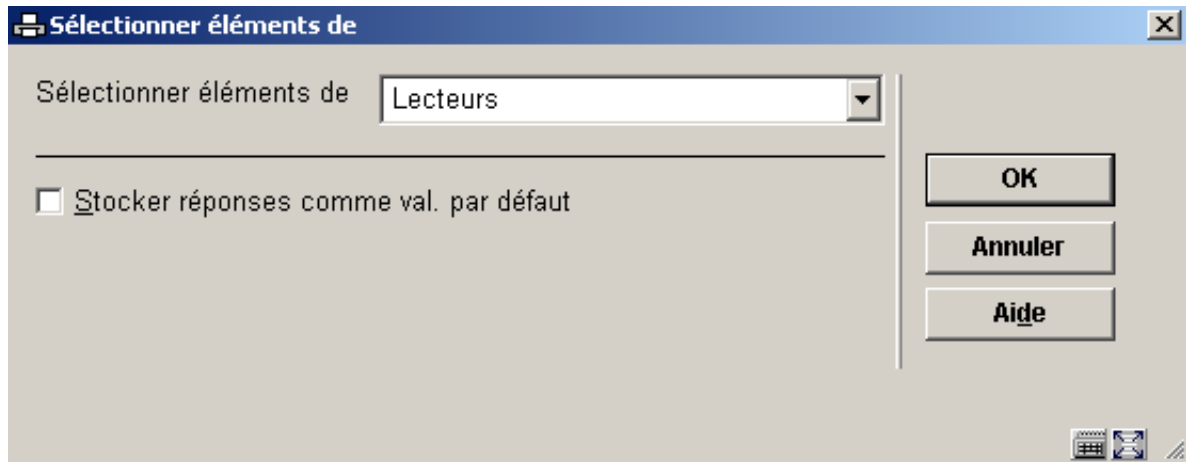 Sélectionner éléments de
Sélectionner éléments de Lecteurs
Stocker réponses comme val. par défaut
OK
Annuler
Aide